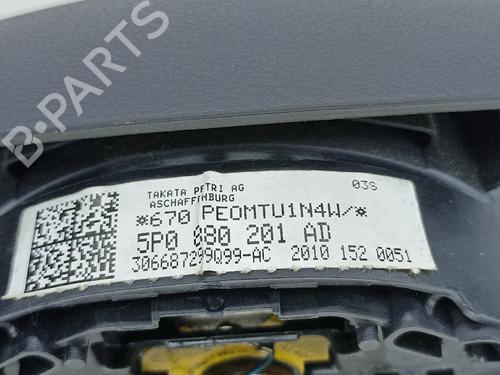 B-PARTS
TAKATA PETRI AG 03S
ASCHAFFENBURG
*670 PEOMTU1N4W/*
5P0 880 201 AD
306687299Q99-AC 2010 152 0051